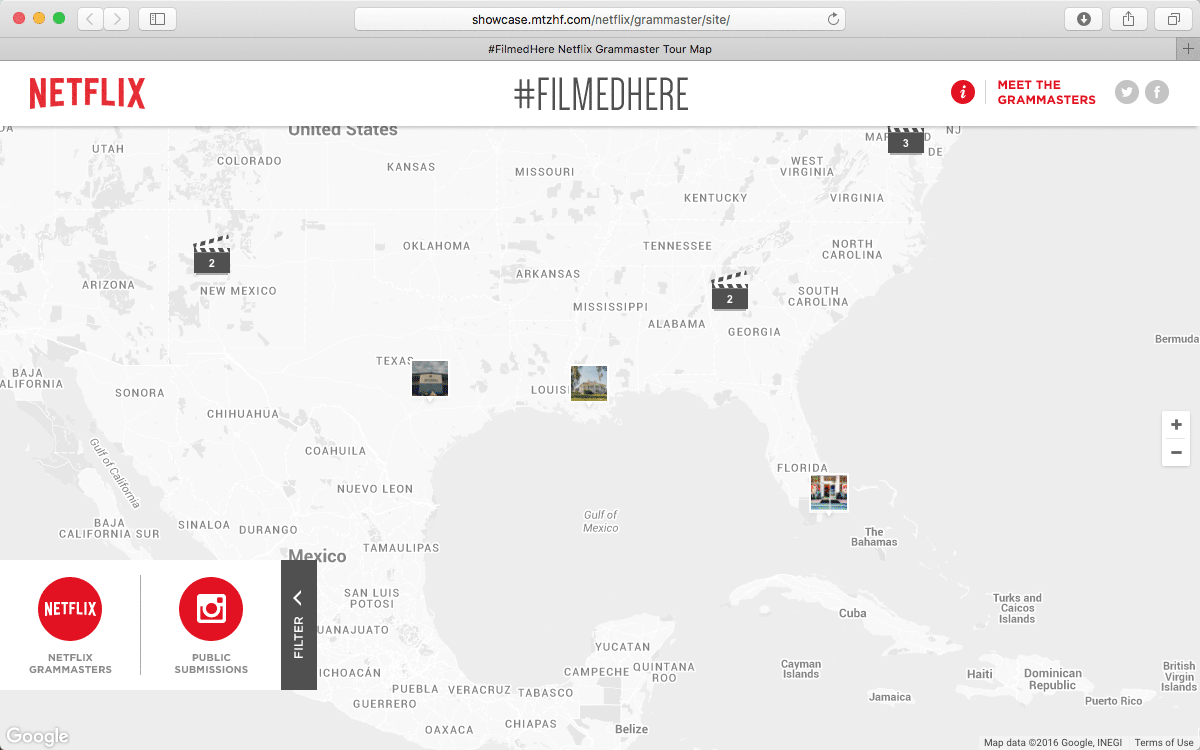 showcase.mtzhf.com/netflix/grammaster/site/
#FilmedHere Netflix Grammaster Tour Map
NETFLIX
#FILMEDHERE
i
MEET THE
GRAMMASTERS
United States
NJ
UTAH
COLORADO
KANSAS
MISSOURI
WEST
VIRGINIA
3
DE
KENTUCKY
VIRGINIA
OKLAHOMA
TENNESSEE
NORTH
CAROLINA
2
ARKANSAS
ARIZONA
NEW MEXICO
2
SOUTH
CAROLINA
MISSISSIPPI
ALABAMA
GEORGIA
Bermuda
TEXAS
BAJA
CALIFORNIA
SONORA
CHIHUAHUA
Gulf of California
COAHUILA
FLORIDA
NUEVO LEON
Gulf of
Mexico
BAJA
CALIFORNIA SUR
SINALOA
DURANGO
The
Bahamas
TAMAULIPAS
Mexico
SAN LUIS
POTOSI
NETFLIX
NETFLIX
GRAMMASTERS
PUBLIC
SUBMISSIONS
FILTER
UANAJUATO
Turks and
Caicos
Islands
Cuba
YUCATAN
CAMPECHE
QUINTANA
ROO
ICHOACÁN
Cayman
Islands
Haiti
Dominican
Republic
British
Virgin
Islands
PUEBLA
VERACRUZ
TABASCO
GUERRERO
Jamaica
Puerto Rico
OAXACA
CHIAPAS
Belize
Google
Map data ©2016 Google, INEGI
Terms of Use